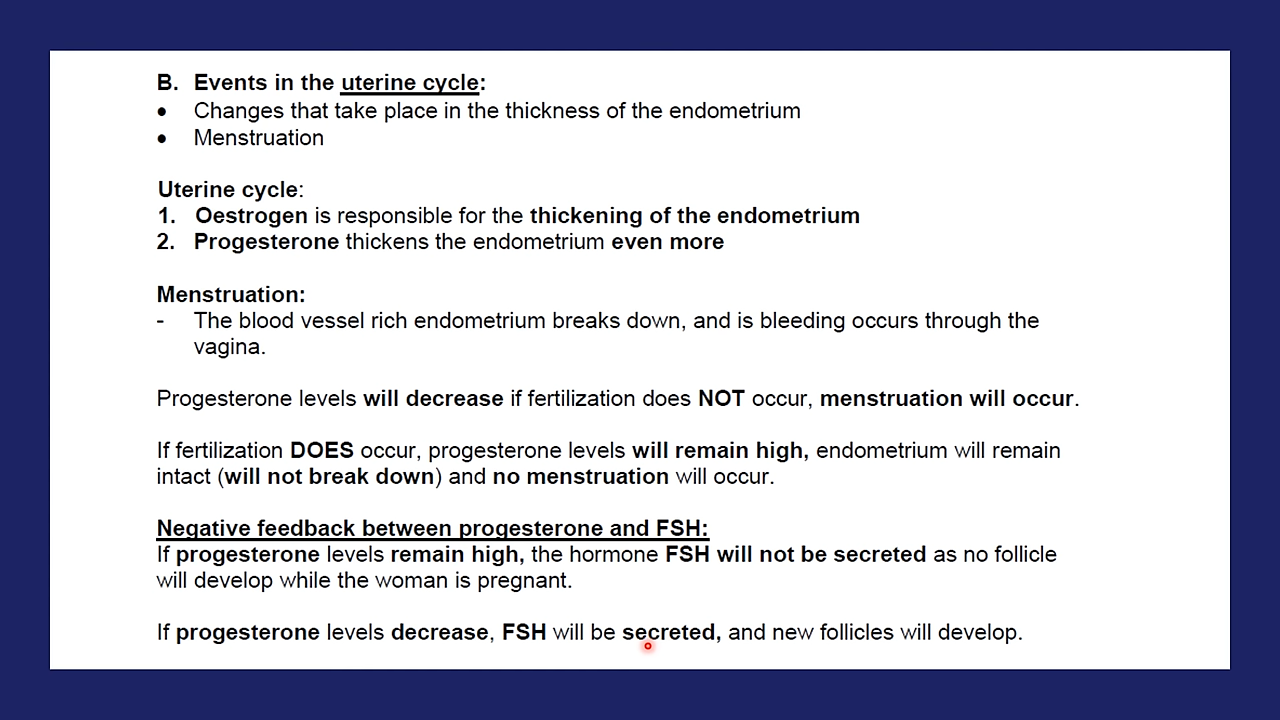 B. Events in the uterine cycle:
• Changes that take place in the thickness of the endometrium
• Menstruation
Uterine cycle:
1. Oestrogen is responsible for the thickening of the endometrium
2. Progesterone thickens the endometrium even more
Menstruation:
- The blood vessel rich endometrium breaks down, and is bleeding occurs through the
vagina.
Progesterone levels will decrease if fertilization does NOT occur, menstruation will occur.
If fertilization DOES occur, progesterone levels will remain high, endometrium will remain
intact (will not break down) and no menstruation will occur.
Negative feedback between progesterone and FSH:
If progesterone levels remain high, the hormone FSH will not be secreted as no follicle
will develop while the woman is pregnant.
If progesterone levels decrease, FSH will be secreted, and new follicles will develop.